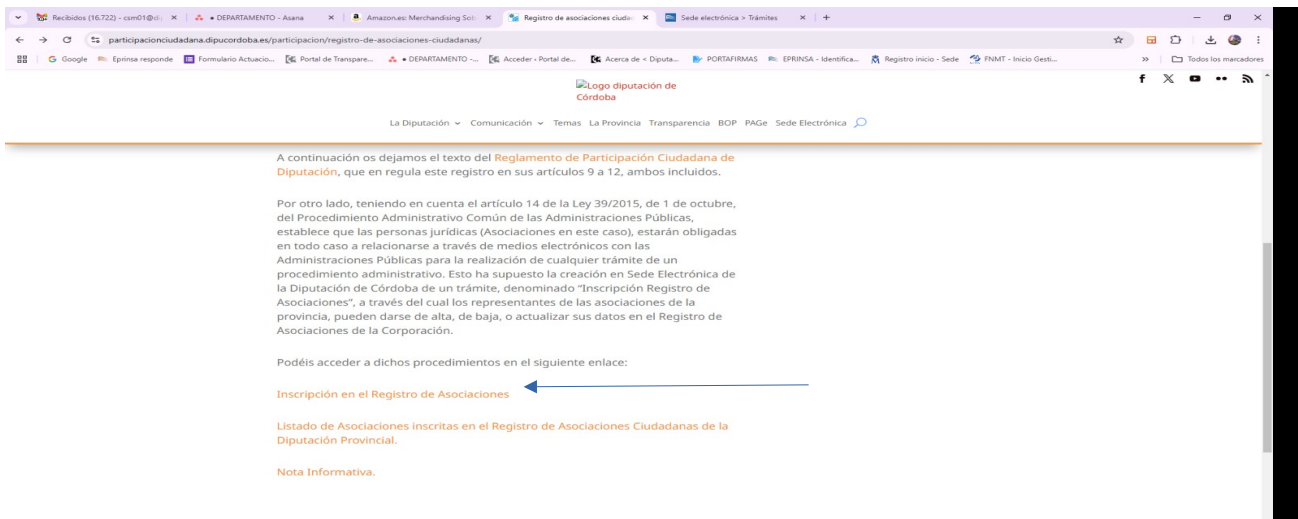 Recibidos (16.722) - csm01@di
• DEPARTAMENTO - Asana
Amazon.es: Merchandising Sol
Registro de asociaciones ciudad
Sede electrónica > Trámites
participacionciudadana.dipucordoba.es/participacion/registro-de-asociaciones-ciudadanas/
Google
Eprinsa responde
Formulario Actuacio...
Portal de Transpare...
• DEPARTAMENTO -...
Acceder ‹ Portal de...
Acerca de < Diputa...
PORTAFIRMAS
EPRINSA - Identifica...
Registro inicio - Sede
FNMT - Inicio Gesti...
»
Todos los marcadores
Logo diputación de
Córdoba
La Diputación Comunicación Temas La Provincia Transparencia BOP PAGe Sede Electrónica
A continuación os dejamos el texto del Reglamento de Participación Ciudadana de
Diputación, que en regula este registro en sus artículos 9 a 12, ambos incluidos.
Por otro lado, teniendo en cuenta el artículo 14 de la Ley 39/2015, de 1 de octubre,
del Procedimiento Administrativo Común de las Administraciones Públicas,
establece que las personas jurídicas (Asociaciones en este caso), estarán obligadas
en todo caso a relacionarse a través de medios electrónicos con las
Administraciones Públicas para la realización de cualquier trámite de un
procedimiento administrativo. Esto ha supuesto la creación en Sede Electrónica de
la Diputación de Córdoba de un trámite, denominado “Inscripción Registro de
Asociaciones”, a través del cual los representantes de las asociaciones de la
provincia, pueden darse de alta, de baja, o actualizar sus datos en el Registro de
Asociaciones de la Corporación.
Podéis acceder a dichos procedimientos en el siguiente enlace:
Inscripción en el Registro de Asociaciones
Listado de Asociaciones inscritas en el Registro de Asociaciones Ciudadanas de la
Diputación Provincial.
Nota Informativa.